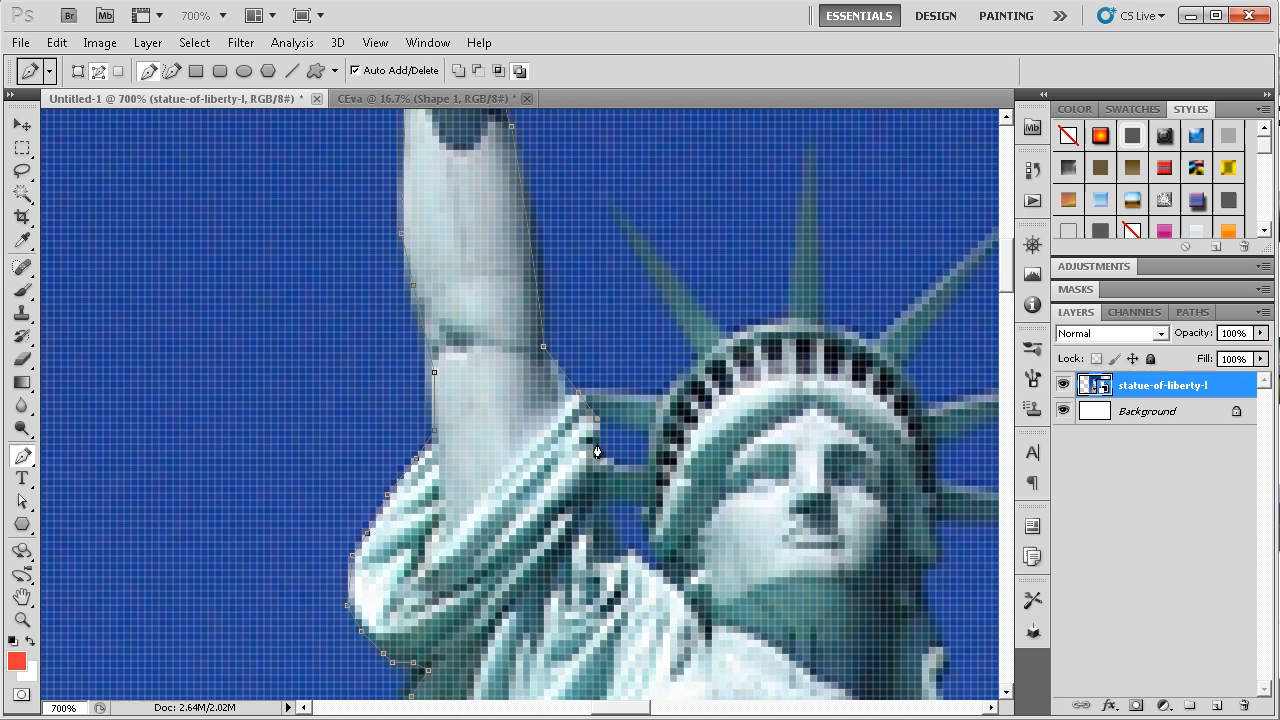 Ps Br Mb 700% ESSENTIALS DESIGN PAINTING CS Live
File Edit Image Layer Select Filter Analysis 3D View Window Help
Auto Add/Delete
Untitled-1 @ 700% (statue-of-liberty-l, RGB/8#) * CEva @ 16.7% (Shape 1, RGB/8#) *
COLOR SWATCHES STYLES
Mb
ADJUSTMENTS
MASKS
LAYERS CHANNELS PATHS
Normal Opacity: 100%
Lock: Fill: 100%
statue-of-liberty-l
Background
700% Doc: 2.64M/2.02M